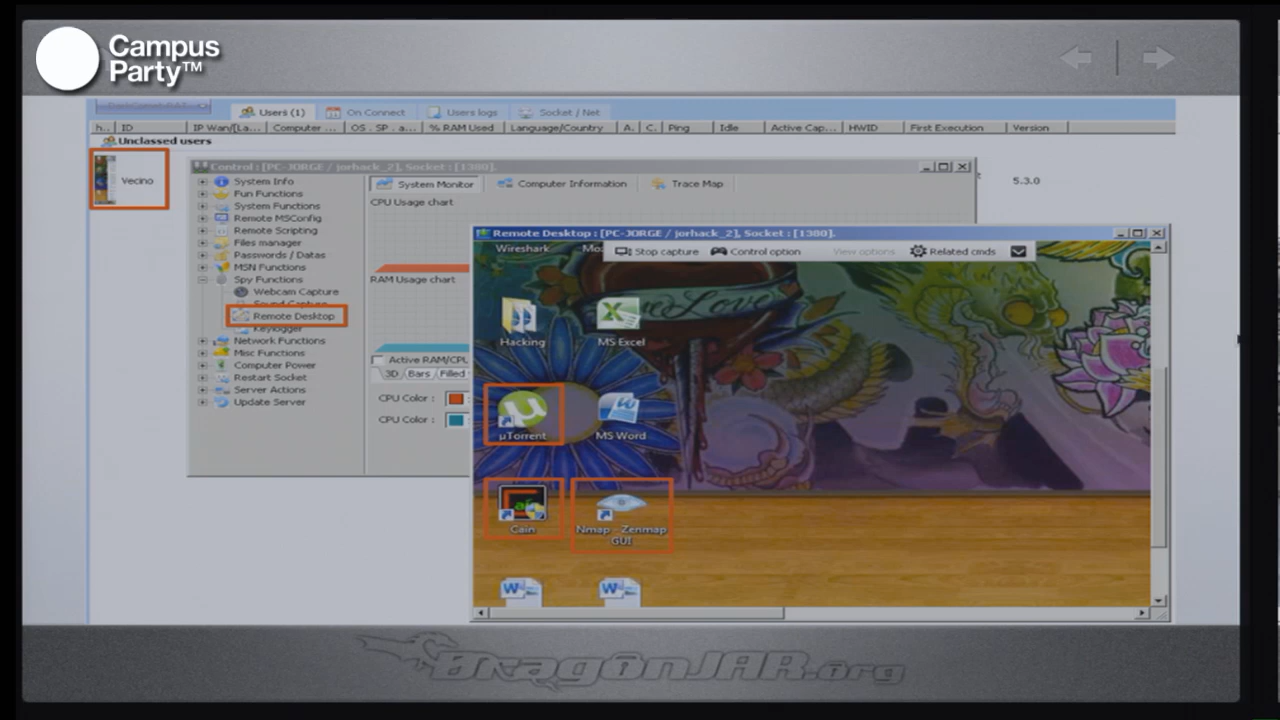 Campus
Party™
Users (1)
On Connect
Users logs
Socket / Net
h..
ID
IP Wan/[La...
Computer ...
OS . SP . a...
% RAM Used
Language/Country
A.
C.
Ping
Idle
Active Cap...
HWID
First Execution
Version
Unclassed users
Vecino
5.3.0
Control : [PC-JORGE / jorhack_2], Socket : [1380].
System Info
Fun Functions
System Functions
Remote MSConfig
Remote Scripting
Files manager
Passwords / Datas
MSN Functions
Spy Functions
Webcam Capture
Sound Capture
Remote Desktop
Keylogger
Network Functions
Misc Functions
Computer Power
Restart Socket
Server Actions
Update Server
System Monitor
Computer Information
Trace Map
CPU Usage chart
RAM Usage chart
Active RAM/CPU
3D
Bars
Filled
CPU Color :
CPU Color :
Remote Desktop : [PC-JORGE / jorhack_2], Socket : [1380].
Wireshark
Stop capture
Control option
View options
Related cmds
Hacking
MS Excel
µTorrent
MS Word
Cain
Nmap - Zenmap
GUI
DRagonJAR.org